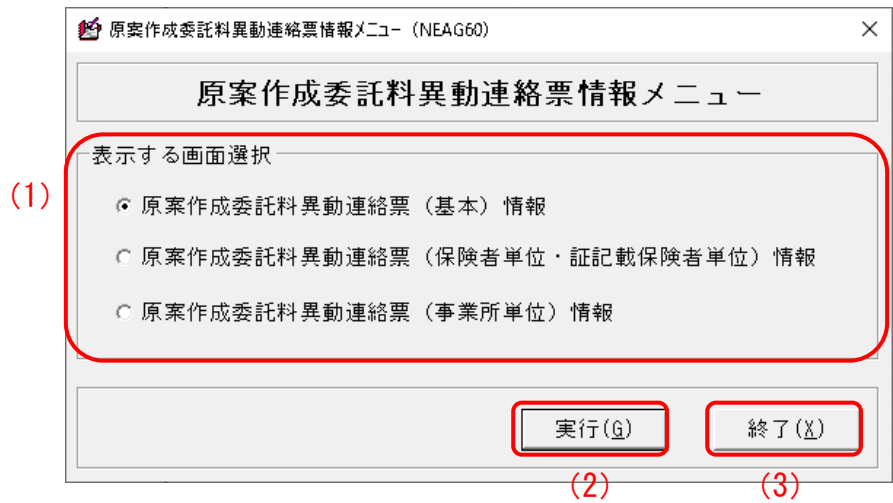 原案作成委託料異動連絡票情報ﾒﾆｭｰ (NEAG60)
原案作成委託料異動連絡票情報メニュー
表示する画面選択
(1)
原案作成委託料異動連絡票（基本）情報
原案作成委託料異動連絡票（保険者単位・証記載保険者単位）情報
原案作成委託料異動連絡票（事業所単位）情報
実行(G)
終了(X)
(2)
(3)